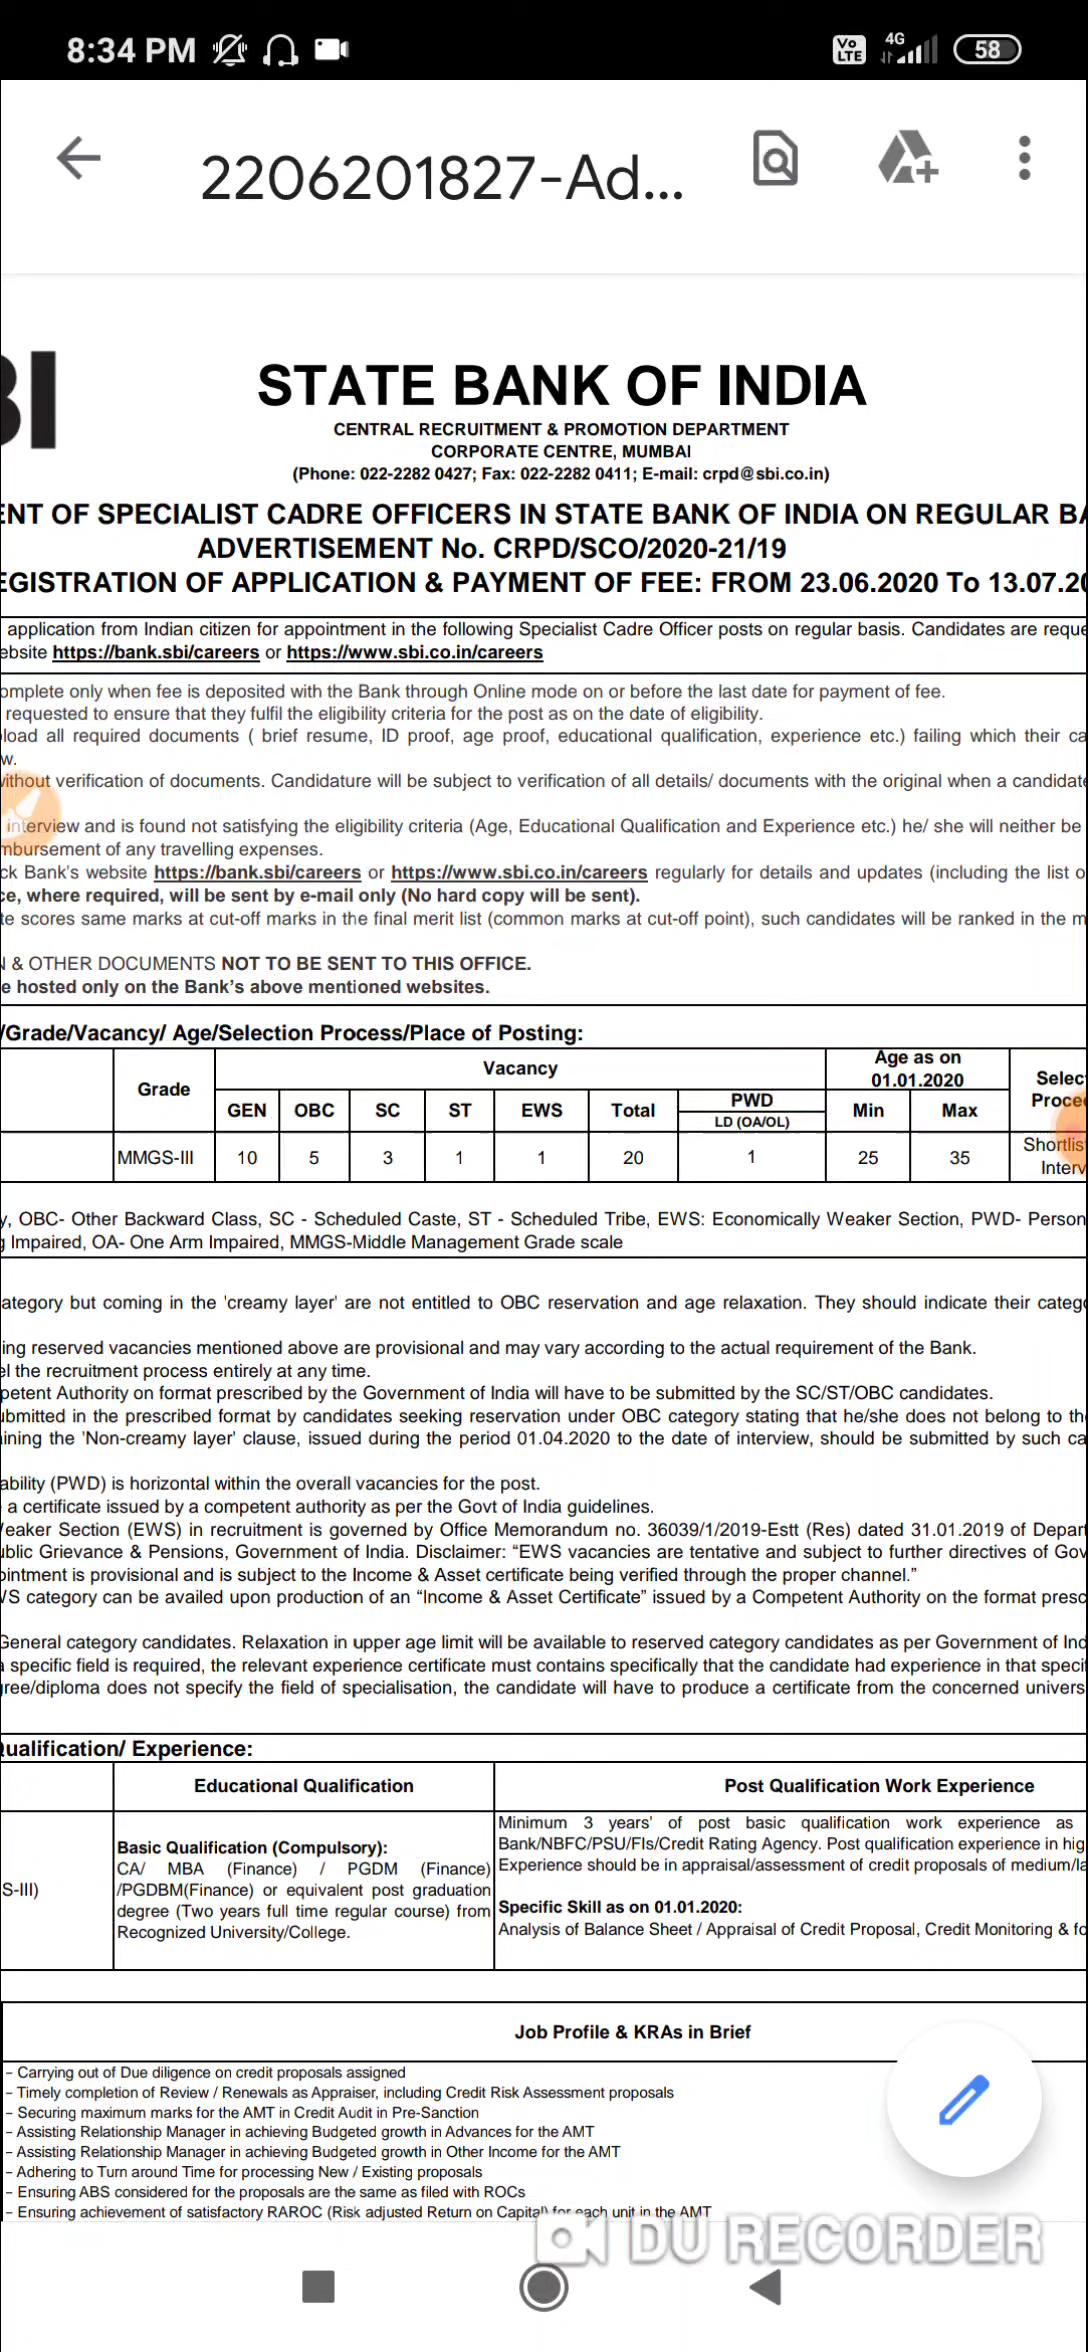 8:34 PM
Vo LTE 4G 58
2206201827-Ad...
BI
STATE BANK OF INDIA
CENTRAL RECRUITMENT & PROMOTION DEPARTMENT
CORPORATE CENTRE, MUMBAI
(Phone: 022-2282 0427; Fax: 022-2282 0411; E-mail: crpd@sbi.co.in)
ENT OF SPECIALIST CADRE OFFICERS IN STATE BANK OF INDIA ON REGULAR BA
ADVERTISEMENT No. CRPD/SCO/2020-21/19
EGISTRATION OF APPLICATION & PAYMENT OF FEE: FROM 23.06.2020 To 13.07.20
application from Indian citizen for appointment in the following Specialist Cadre Officer posts on regular basis. Candidates are reque
ebsite https://bank.sbi/careers or https://www.sbi.co.in/careers
omplete only when fee is deposited with the Bank through Online mode on or before the last date for payment of fee.
requested to ensure that they fulfil the eligibility criteria for the post as on the date of eligibility.
load all required documents ( brief resume, ID proof, age proof, educational qualification, experience etc.) failing which their ca
w.
without verification of documents. Candidature will be subject to verification of all details/ documents with the original when a candidate
interview and is found not satisfying the eligibility criteria (Age, Educational Qualification and Experience etc.) he/ she will neither be
mbursement of any travelling expenses.
ck Bank's website https://bank.sbi/careers or https://www.sbi.co.in/careers regularly for details and updates (including the list o
ce, where required, will be sent by e-mail only (No hard copy will be sent).
te scores same marks at cut-off marks in the final merit list (common marks at cut-off point), such candidates will be ranked in the m
N & OTHER DOCUMENTS NOT TO BE SENT TO THIS OFFICE.
e hosted only on the Bank's above mentioned websites.
/Grade/Vacancy/ Age/Selection Process/Place of Posting:
Grade Vacancy Age as on 01.01.2020 Selec Proce
GEN OBC SC ST EWS Total PWD LD (OA/OL) Min Max
MMGS-III 10 5 3 1 1 20 1 25 35 Shortlis Interv
y, OBC- Other Backward Class, SC - Scheduled Caste, ST - Scheduled Tribe, EWS: Economically Weaker Section, PWD- Person
g Impaired, OA- One Arm Impaired, MMGS-Middle Management Grade scale
ategory but coming in the 'creamy layer' are not entitled to OBC reservation and age relaxation. They should indicate their catego
ing reserved vacancies mentioned above are provisional and may vary according to the actual requirement of the Bank.
el the recruitment process entirely at any time.
petent Authority on format prescribed by the Government of India will have to be submitted by the SC/ST/OBC candidates.
ubmitted in the prescribed format by candidates seeking reservation under OBC category stating that he/she does not belong to th
ining the 'Non-creamy layer' clause, issued during the period 01.04.2020 to the date of interview, should be submitted by such ca
ability (PWD) is horizontal within the overall vacancies for the post.
a certificate issued by a competent authority as per the Govt of India guidelines.
Weaker Section (EWS) in recruitment is governed by Office Memorandum no. 36039/1/2019-Estt (Res) dated 31.01.2019 of Depart
ublic Grievance & Pensions, Government of India. Disclaimer: "EWS vacancies are tentative and subject to further directives of Gov
ointment is provisional and is subject to the Income & Asset certificate being verified through the proper channel."
VS category can be availed upon production of an "Income & Asset Certificate" issued by a Competent Authority on the format presc
General category candidates. Relaxation in upper age limit will be available to reserved category candidates as per Government of Ind
a specific field is required, the relevant experience certificate must contains specifically that the candidate had experience in that speci
ree/diploma does not specify the field of specialisation, the candidate will have to produce a certificate from the concerned univers
Qualification/ Experience:
Educational Qualification Post Qualification Work Experience
S-III)
Basic Qualification (Compulsory):
CA/ MBA (Finance) / PGDM (Finance)
/PGDBM(Finance) or equivalent post graduation
degree (Two years full time regular course) from
Recognized University/College.
Minimum 3 years' of post basic qualification work experience as
Bank/NBFC/PSU/FIs/Credit Rating Agency. Post qualification experience in hig
Experience should be in appraisal/assessment of credit proposals of medium/la
Specific Skill as on 01.01.2020:
Analysis of Balance Sheet / Appraisal of Credit Proposal, Credit Monitoring & fo
Job Profile & KRAs in Brief
– Carrying out of Due diligence on credit proposals assigned
– Timely completion of Review / Renewals as Appraiser, including Credit Risk Assessment proposals
– Securing maximum marks for the AMT in Credit Audit in Pre-Sanction
– Assisting Relationship Manager in achieving Budgeted growth in Advances for the AMT
– Assisting Relationship Manager in achieving Budgeted growth in Other Income for the AMT
– Adhering to Turn around Time for processing New / Existing proposals
– Ensuring ABS considered for the proposals are the same as filed with ROCs
– Ensuring achievement of satisfactory RAROC (Risk adjusted Return on Capital) for each unit in the AMT
DU RECORDER